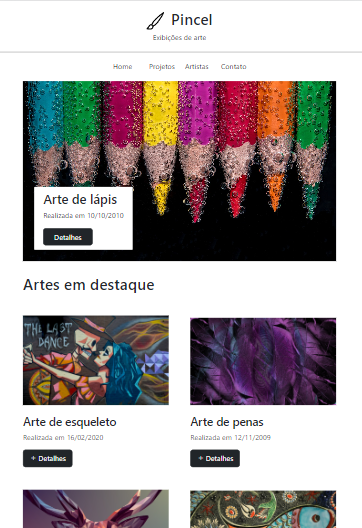 Pincel
Exibições de arte
Home Projetos Artistas Contato
Arte de lápis
Realizada em 10/10/2010
Detalhes
Artes em destaque
THE LAST
DANCE
Arte de esqueleto
Realizada em 16/02/2020
+ Detalhes
Arte de penas
Realizada em 12/11/2009
+ Detalhes